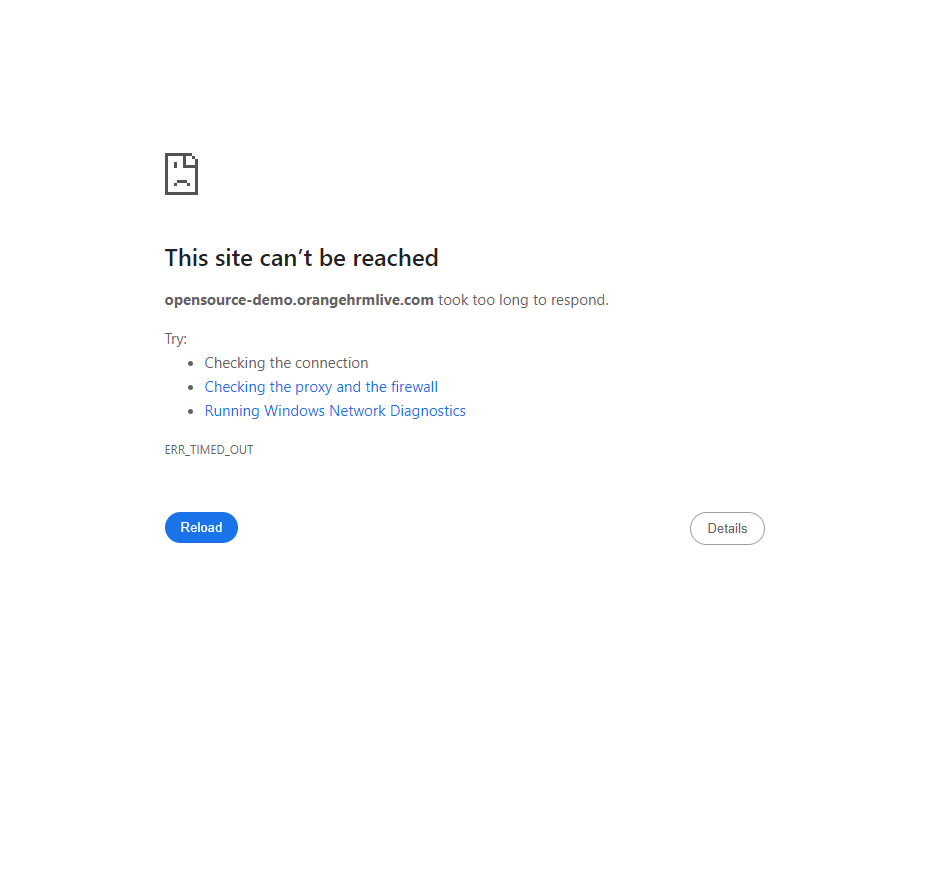 This site can’t be reached
opensource-demo.orangehrmlive.com took too long to respond.
Try:
Checking the connection
Checking the proxy and the firewall
Running Windows Network Diagnostics
ERR_TIMED_OUT
Reload
Details